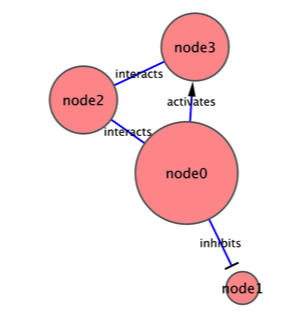 node3
interacts
node2
activates
interacts
node0
inhibits
node1